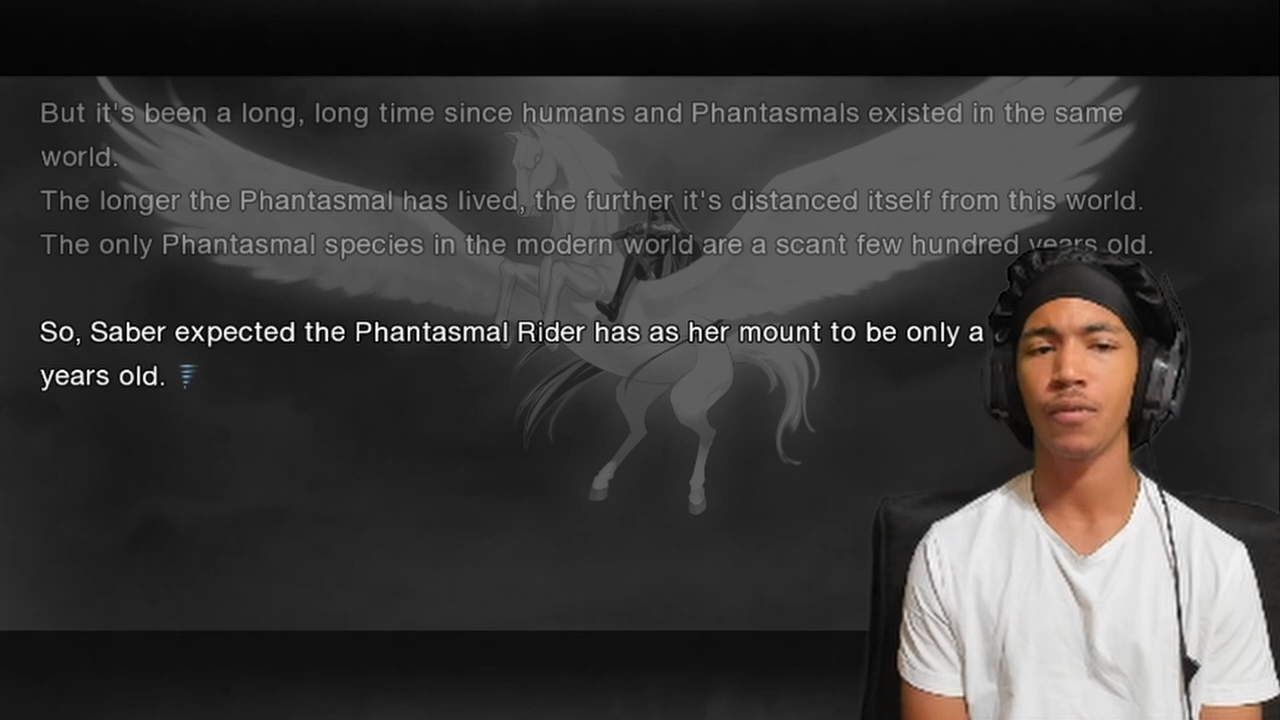 But it's been a long, long time since humans and Phantasmals existed in the same
world.
The longer the Phantasmal has lived, the further it's distanced itself from this world.
The only Phantasmal species in the modern world are a scant few hundred years old.
So, Saber expected the Phantasmal Rider has as her mount to be only a
years old.